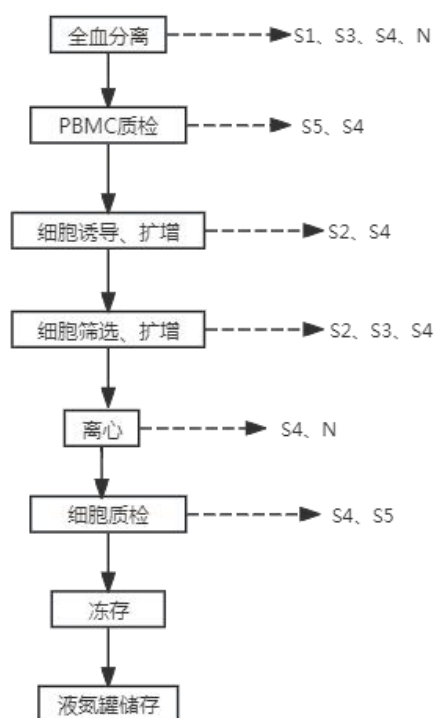 全血分离 S1、S3、S4、N
PBMC质检 S5、S4
细胞诱导、扩增 S2、S4
细胞筛选、扩增 S2、S3、S4
离心 S4、N
细胞质检 S4、S5
冻存
液氮罐储存